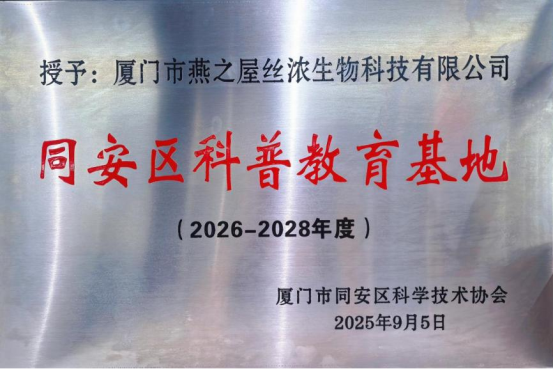 授予：厦门市燕之屋丝浓生物科技有限公司
同安区科普教育基地
（2026-2028年度）
厦门市同安区科学技术协会
2025年9月5日